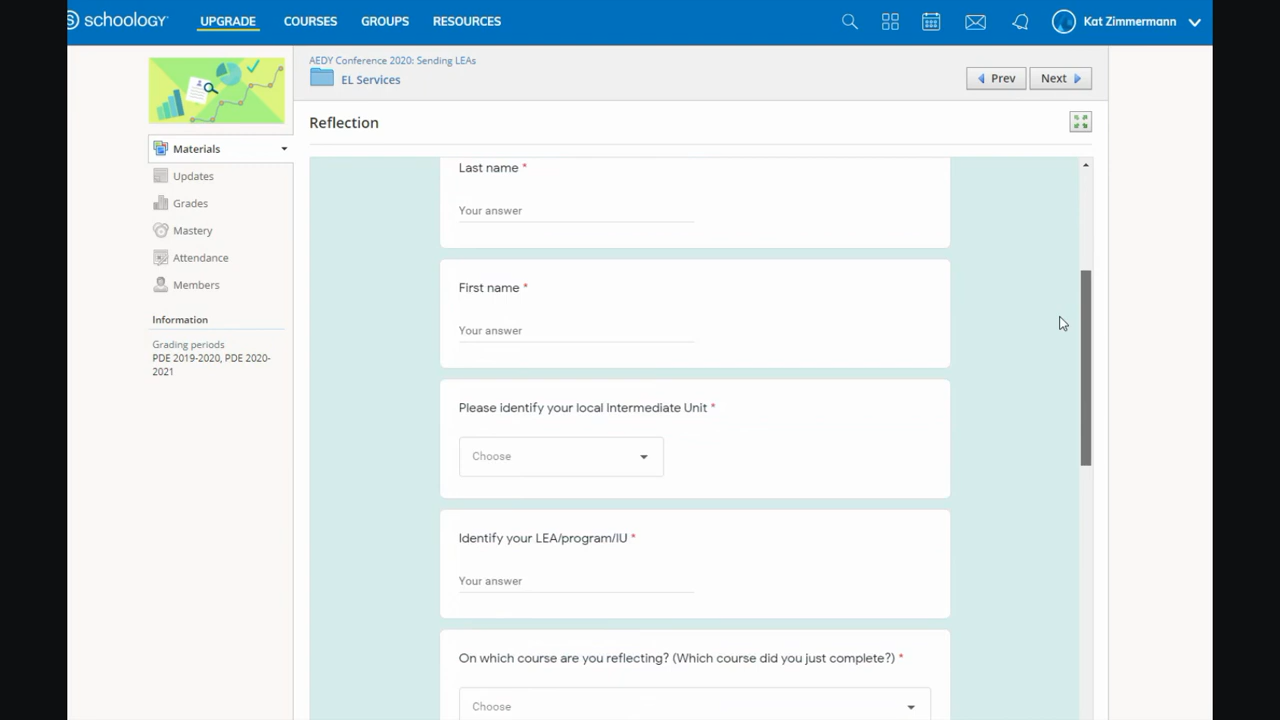 schoology
UPGRADE
COURSES
GROUPS
RESOURCES
Kat Zimmermann
AEDY Conference 2020: Sending LEAs
EL Services
Prev
Next
Reflection
Materials
Updates
Grades
Mastery
Attendance
Members
Information
Grading periods
PDE 2019-2020, PDE 2020-
2021
Last name *
Your answer
First name *
Your answer
Please identify your local Intermediate Unit *
Choose
Identify your LEA/program/IU *
Your answer
On which course are you reflecting? (Which course did you just complete?) *
Choose